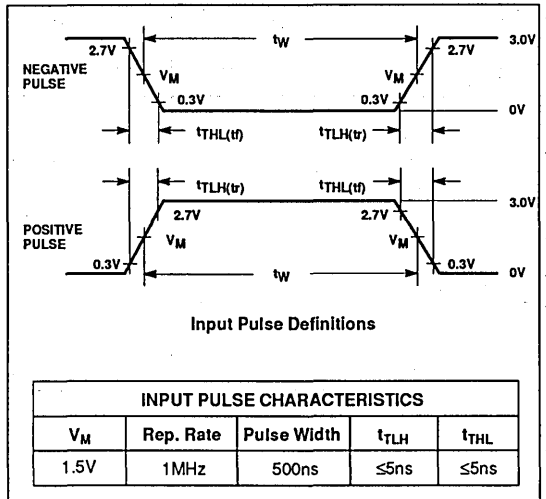 tW
2.7V
2.7V
3.0V
NEGATIVE
PULSE
VM
VM
0.3V
0.3V
0V
tTHL(tf)
tTLH(tr)
tTLH(tr)
tTHL(tf)
3.0V
2.7V
2.7V
POSITIVE
PULSE
VM
VM
0.3V
0.3V
tW
0V
Input Pulse Definitions
INPUT PULSE CHARACTERISTICS
VM Rep. Rate Pulse Width tTLH tTHL
1.5V 1MHz 500ns ≤5ns ≤5ns